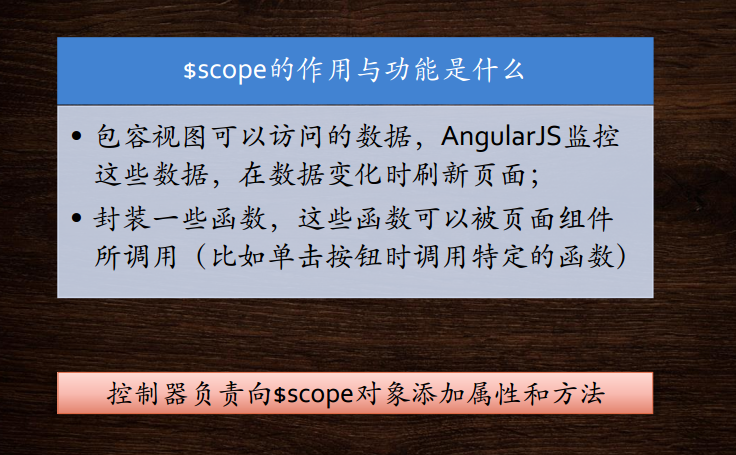 $scope的作用与功能是什么
• 包容视图可以访问的数据，AngularJS监控
这些数据，在数据变化时刷新页面；
• 封装一些函数，这些函数可以被页面组件
所调用（比如单击按钮时调用特定的函数）
控制器负责向$scope对象添加属性和方法